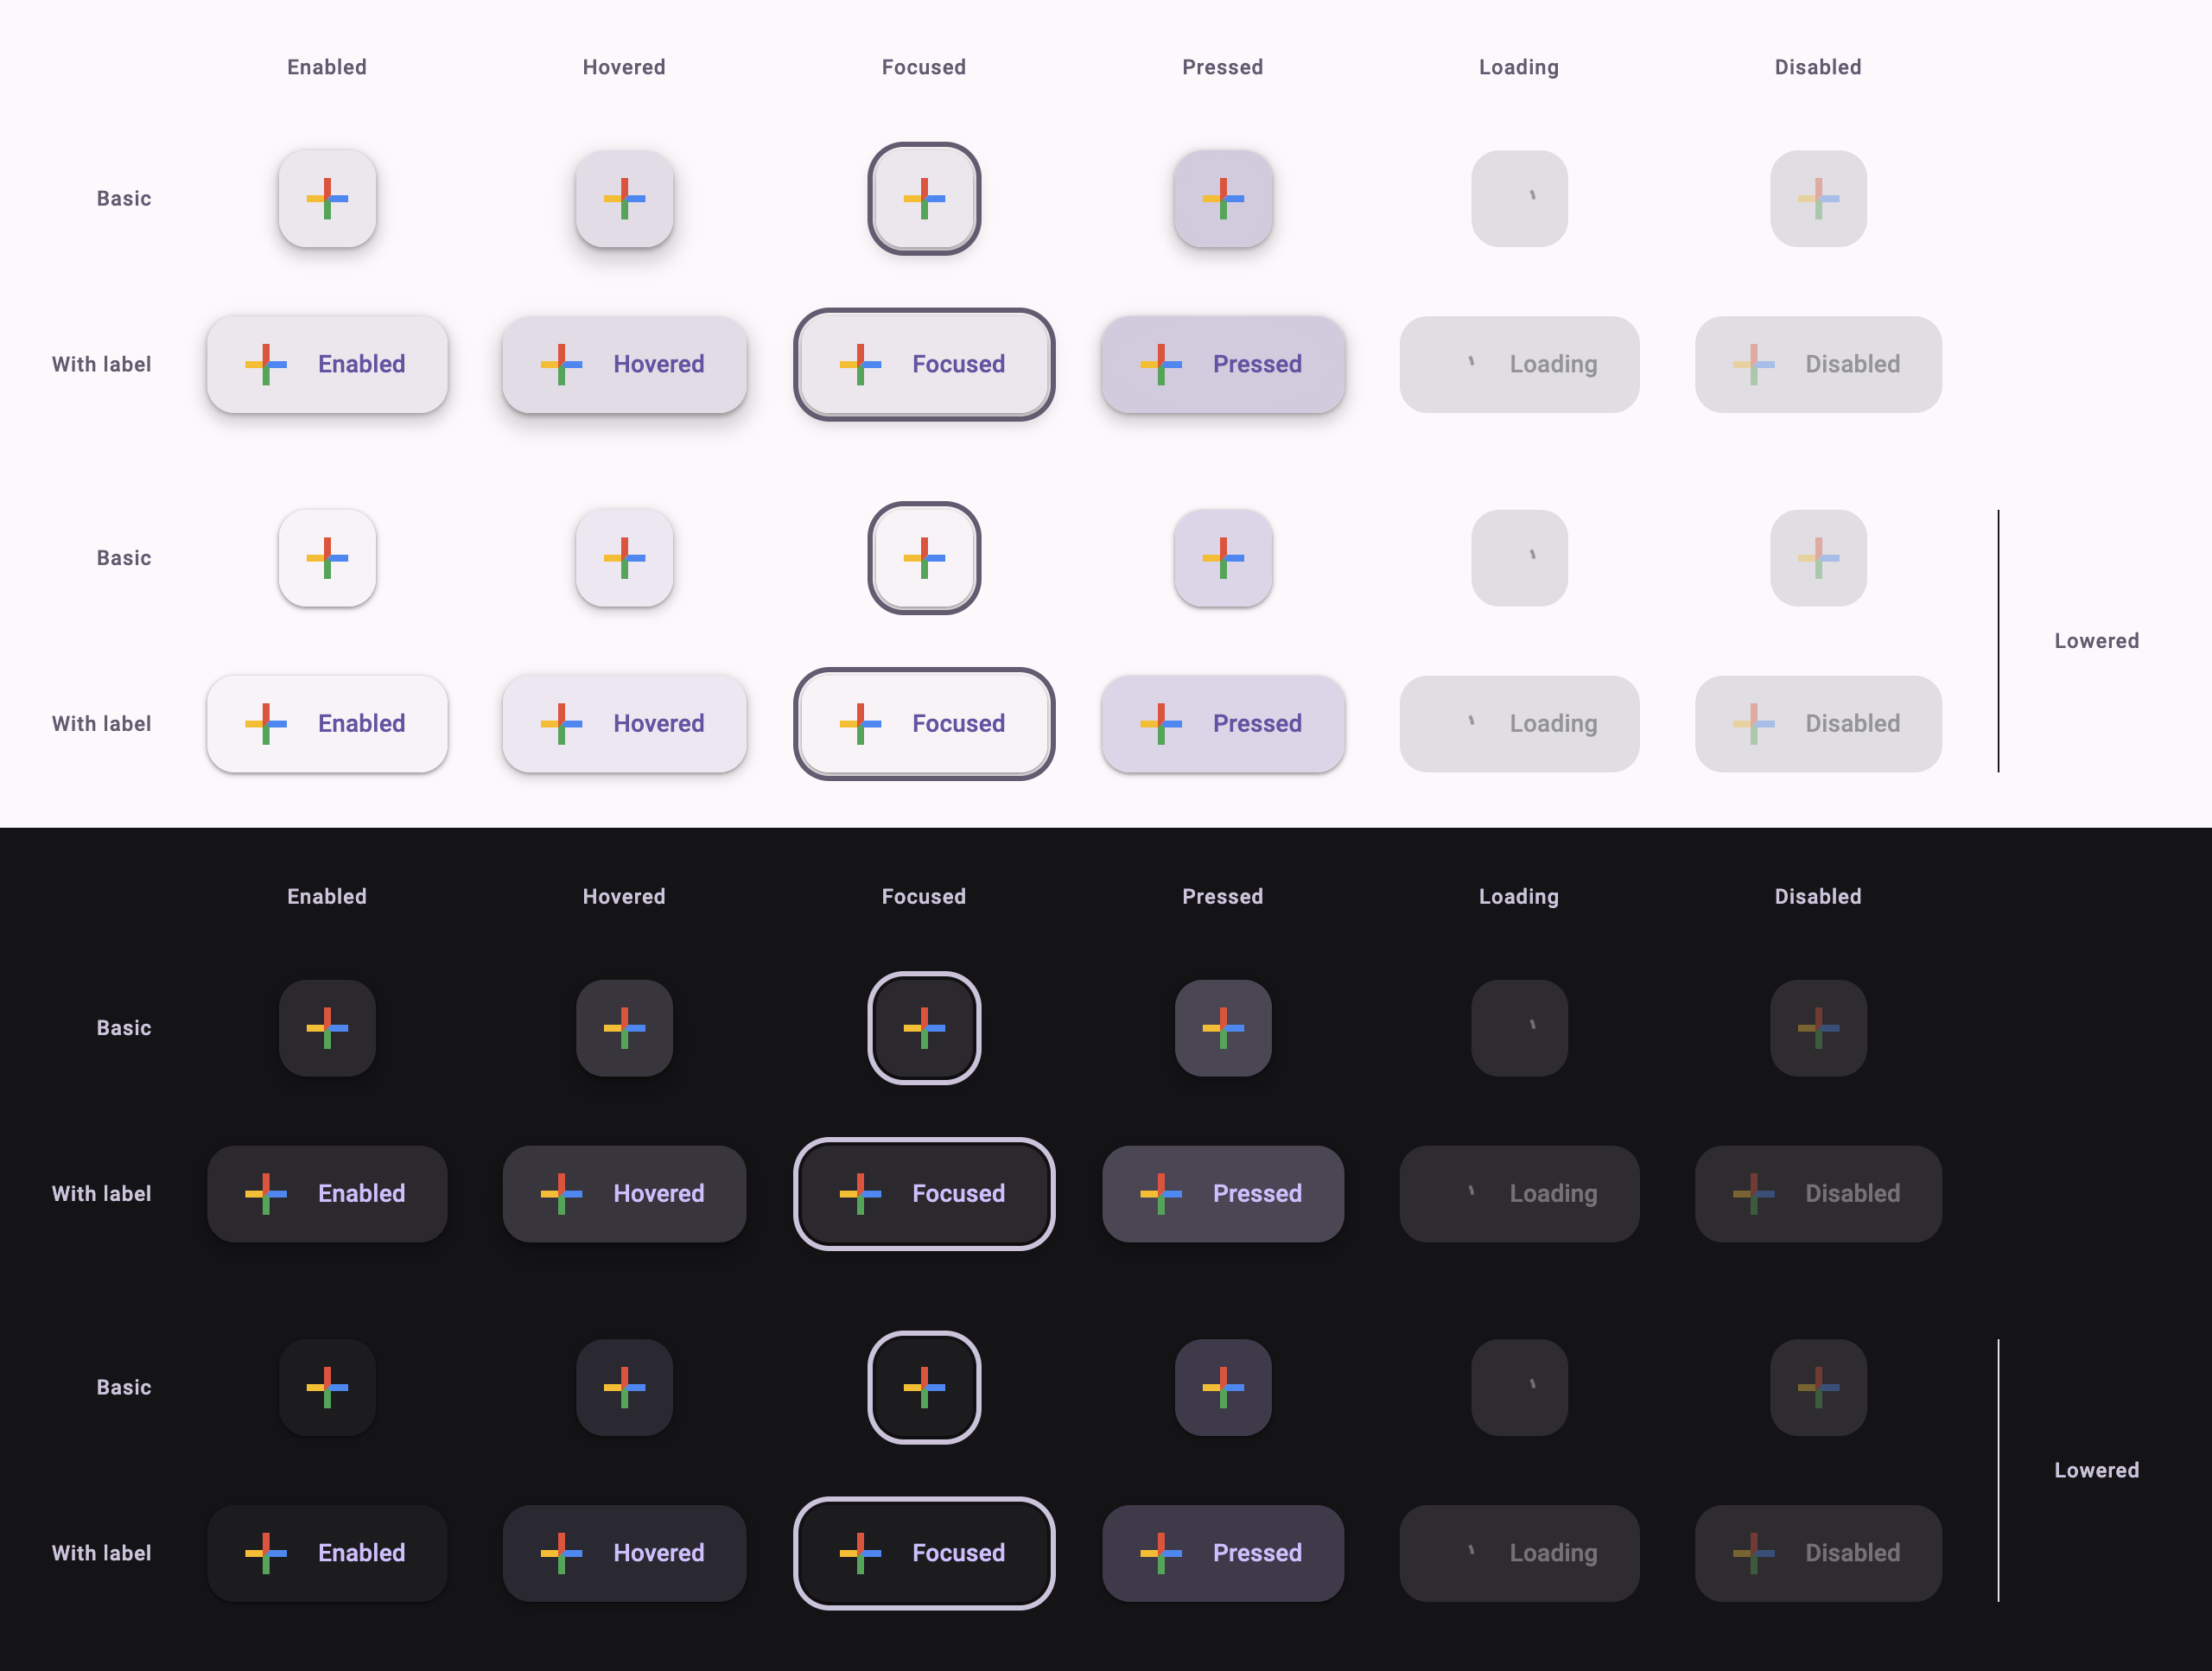 Enabled Hovered Focused Pressed Loading Disabled
Basic
With label Enabled Hovered Focused Pressed Loading Disabled
Basic
Lowered
With label Enabled Hovered Focused Pressed Loading Disabled
Enabled Hovered Focused Pressed Loading Disabled
Basic
With label Enabled Hovered Focused Pressed Loading Disabled
Basic
Lowered
With label Enabled Hovered Focused Pressed Loading Disabled